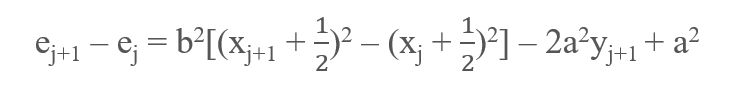 e_{j+1} – e_j = b²[(x_{j+1} + 1/2)² – (x_j + 1/2)²] – 2a²y_{j+1} + a²